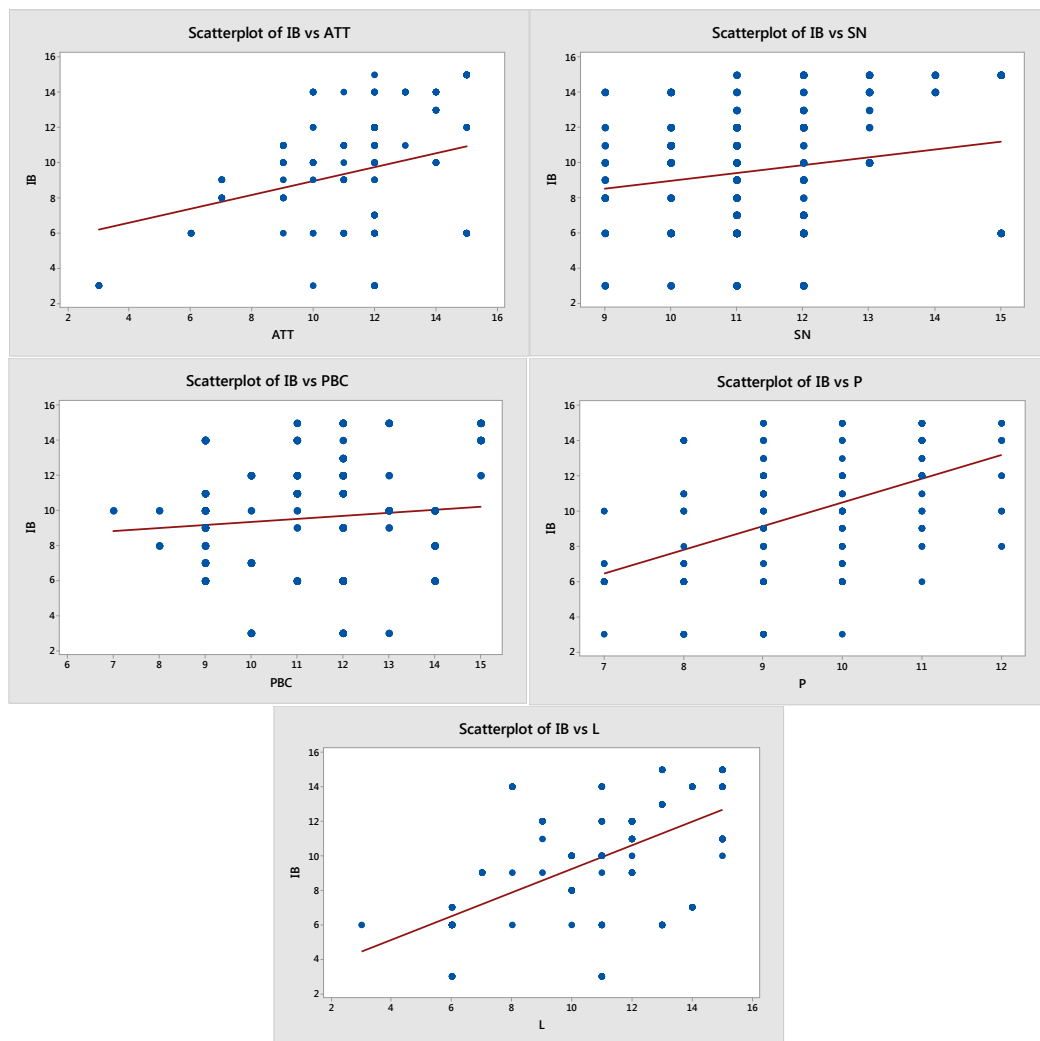 Scatterplot of IB vs ATT
16
14
12
10
8
6
4
2
IB
2 4 6 8 10 12 14 16
ATT
Scatterplot of IB vs SN
16
14
12
10
8
6
4
2
IB
9 10 11 12 13 14 15
SN
Scatterplot of IB vs PBC
16
14
12
10
8
6
4
2
IB
6 7 8 9 10 11 12 13 14 15
PBC
Scatterplot of IB vs P
16
14
12
10
8
6
4
2
IB
7 8 9 10 11 12
P
Scatterplot of IB vs L
16
14
12
10
8
6
4
2
IB
2 4 6 8 10 12 14 16
L